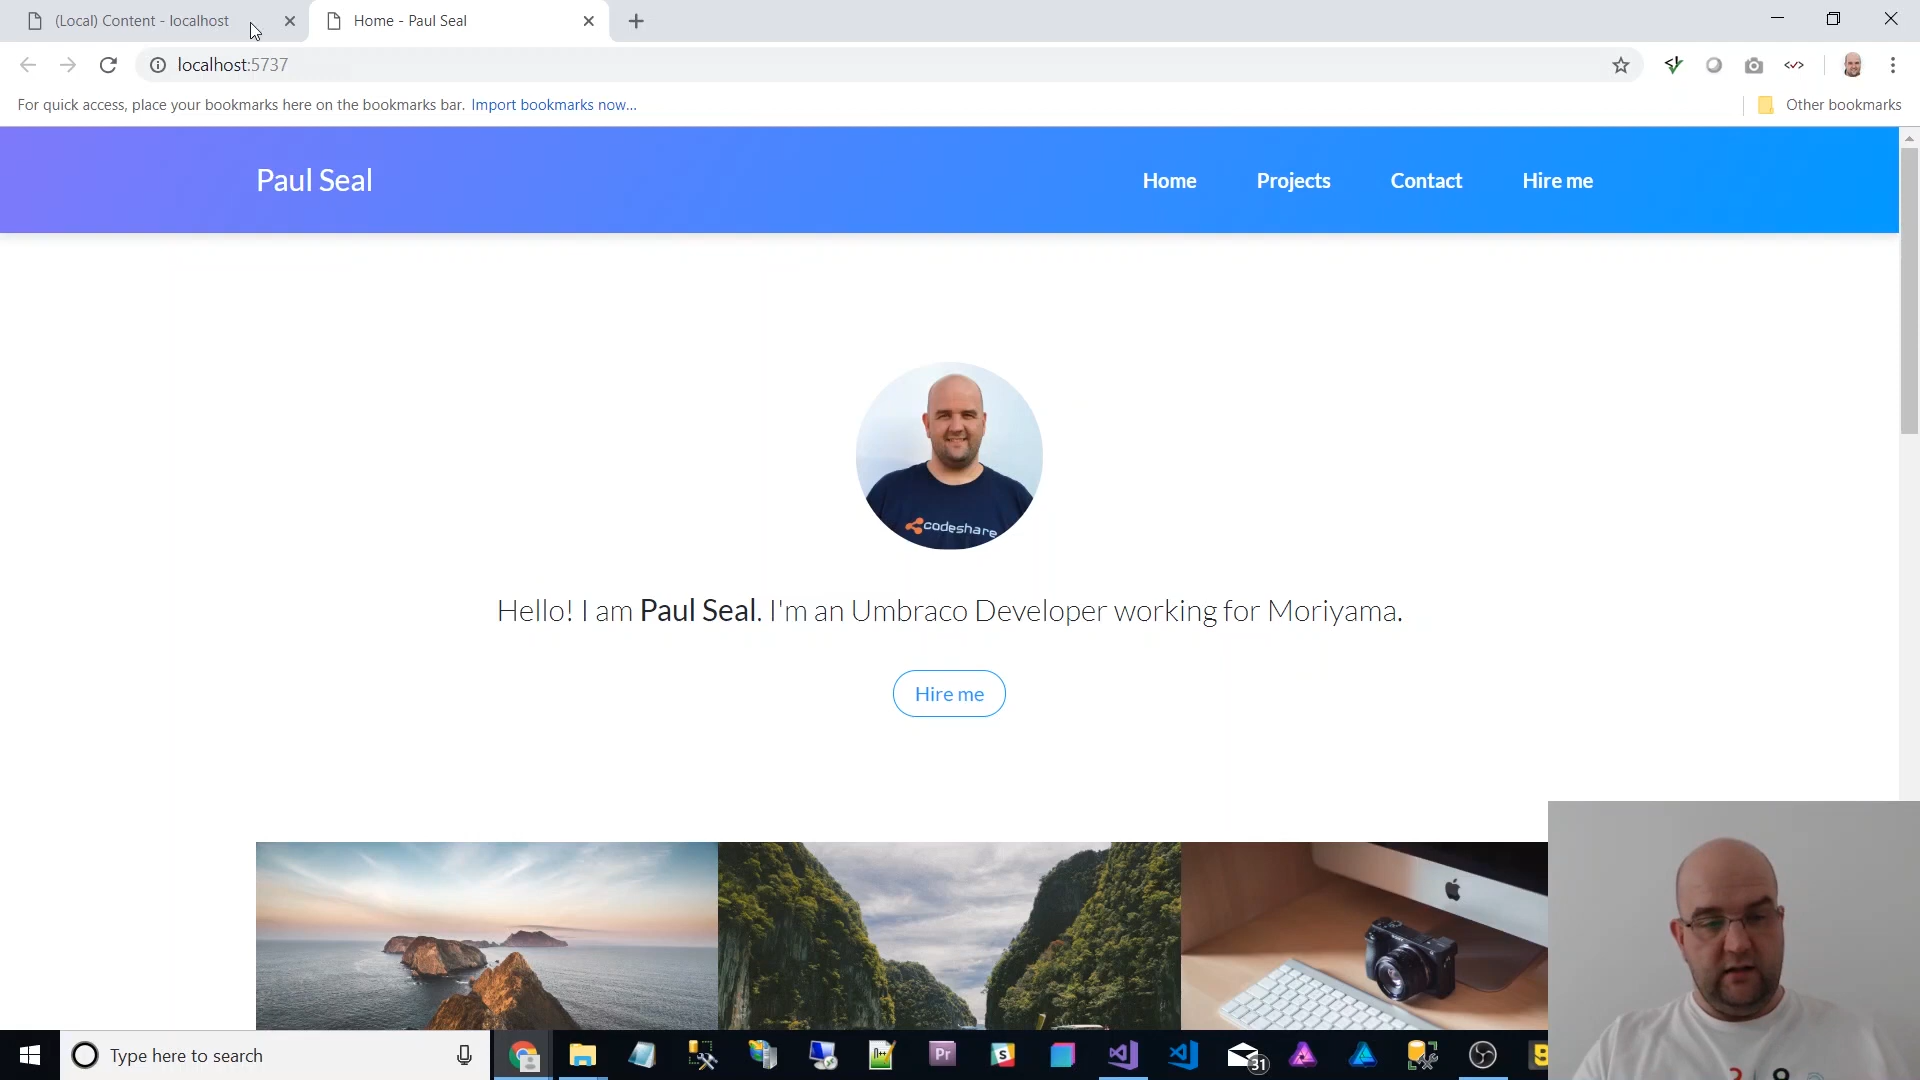 (Local) Content - localhost
Home - Paul Seal
localhost:5737
For quick access, place your bookmarks here on the bookmarks bar. Import bookmarks now...
Other bookmarks
Paul Seal
Home
Projects
Contact
Hire me
codeshare
Hello! I am Paul Seal. I'm an Umbraco Developer working for Moriyama.
Hire me
Type here to search
Pr
S
31